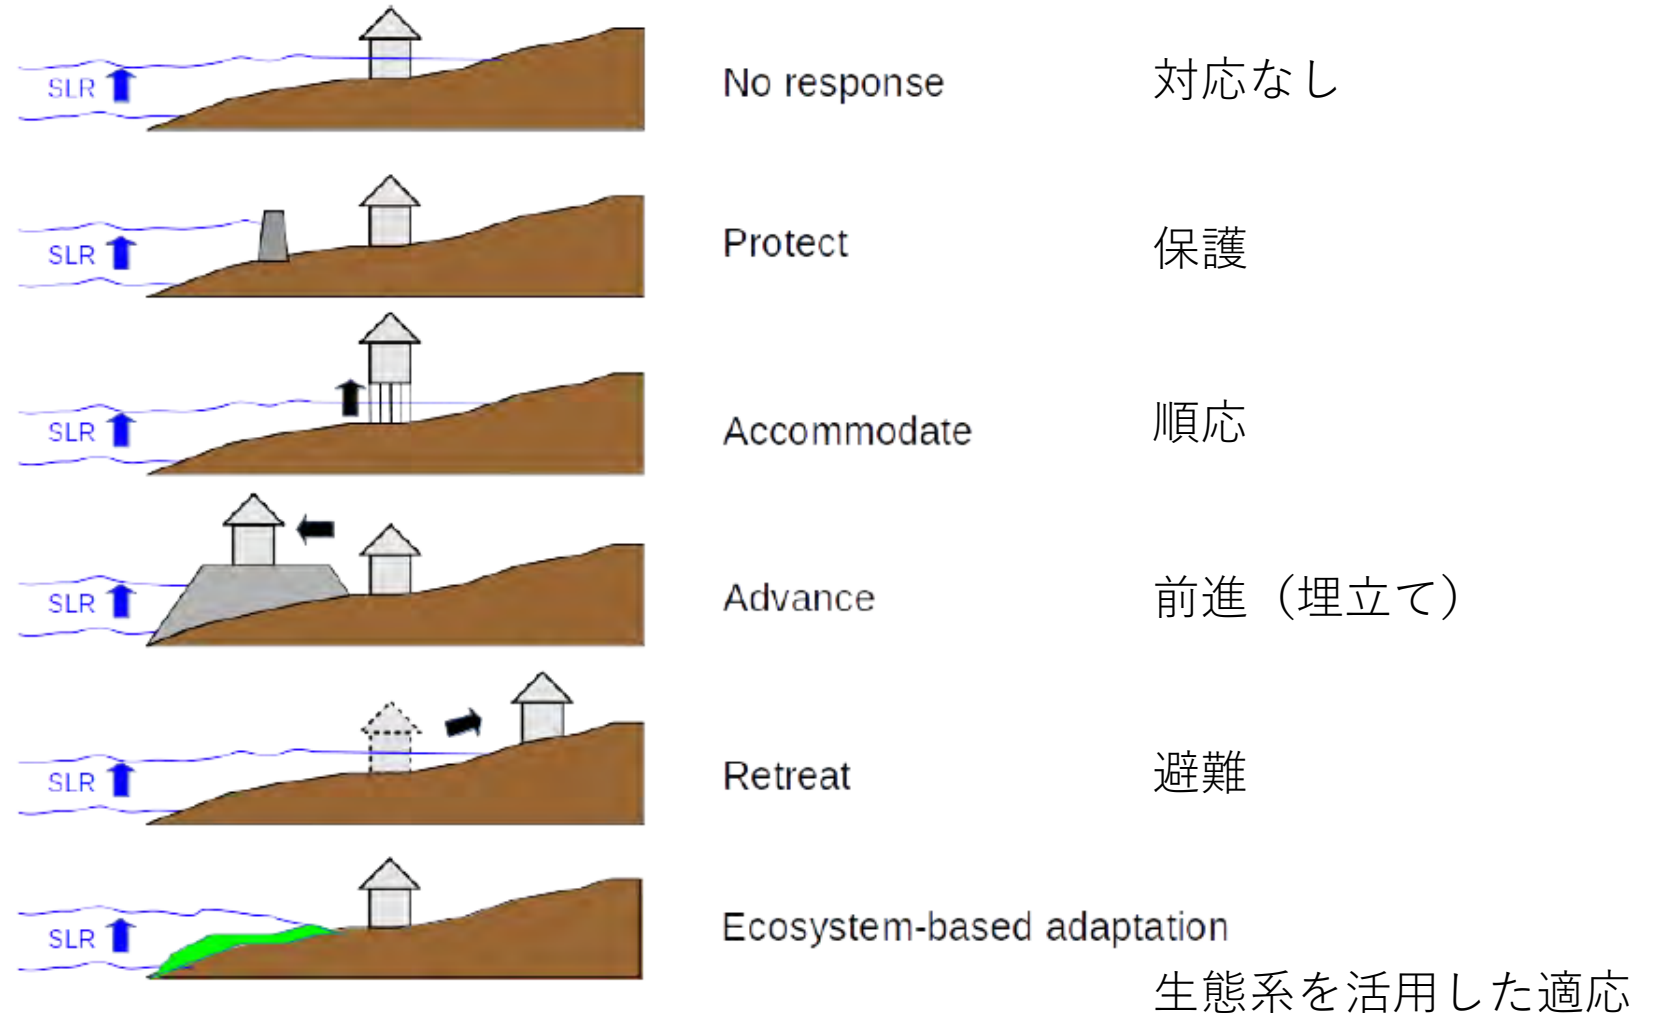 SLR
No response
対応なし
SLR
Protect
保護
SLR
Accommodate
順応
SLR
Advance
前進（埋立て）
SLR
Retreat
避難
SLR
Ecosystem-based adaptation
生態系を活用した適応